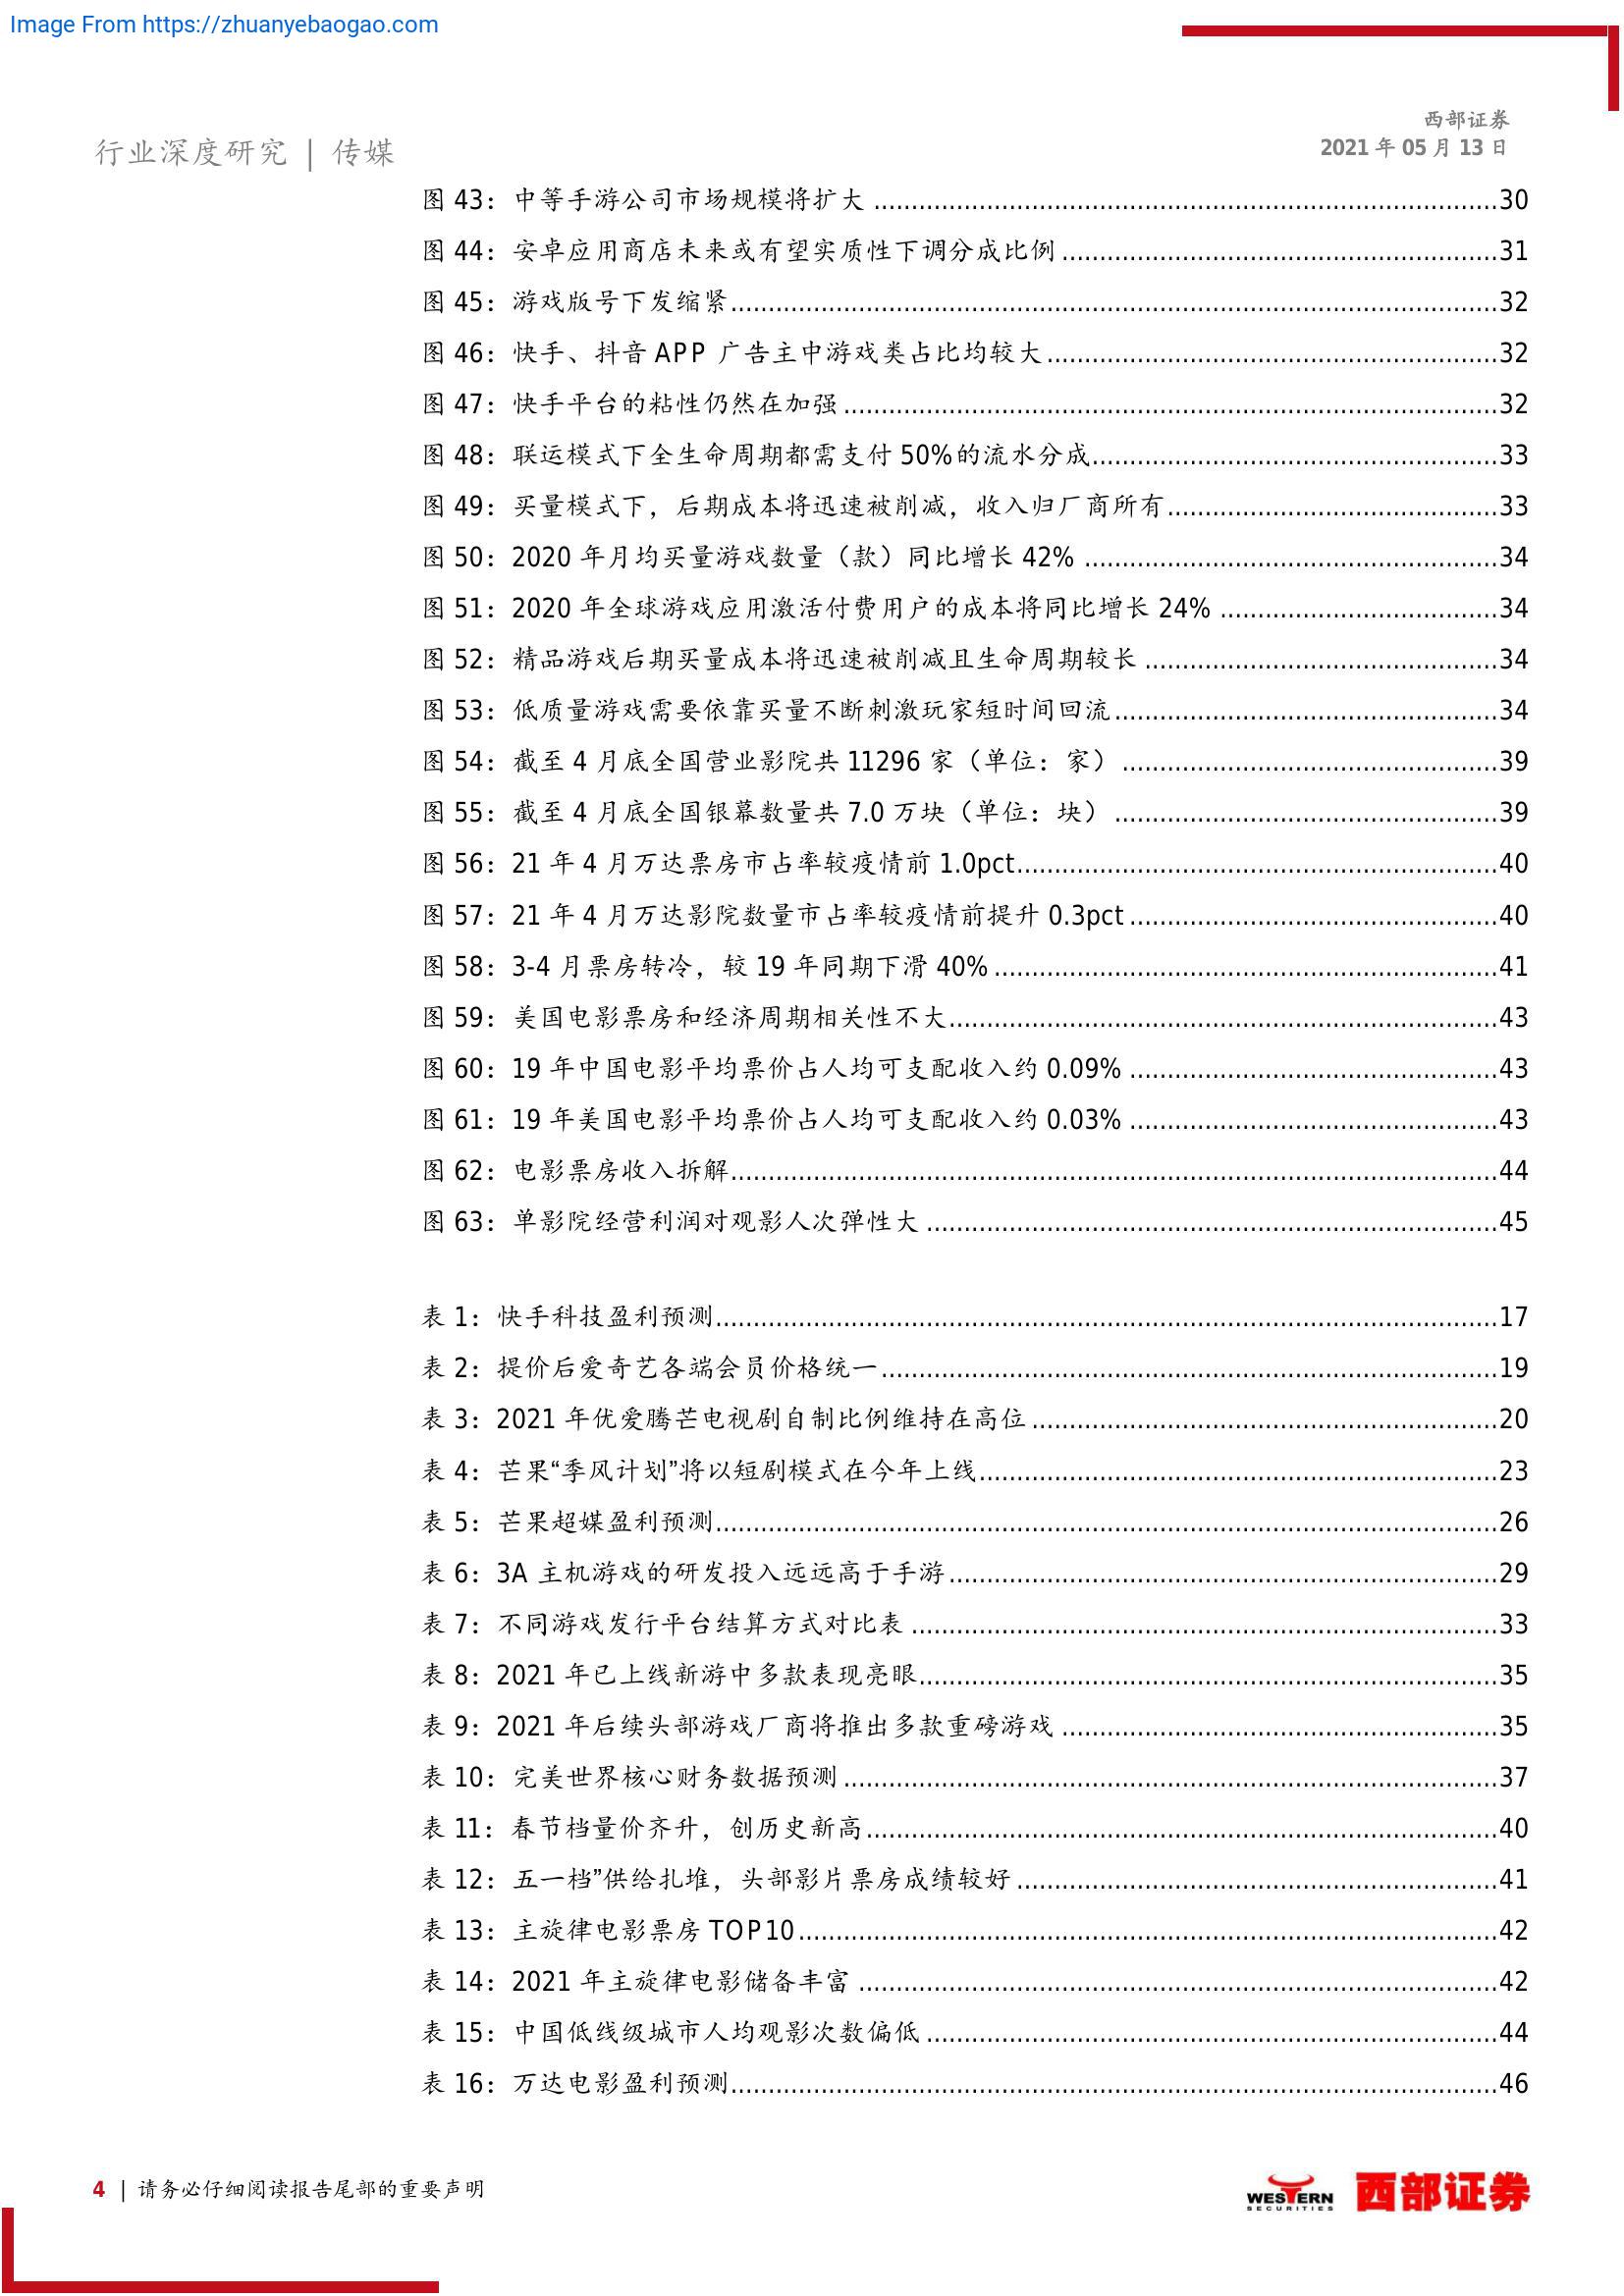 Image From https://zhuanyebaogao.com
西部证券
2021 年 05 月 13 日
行业深度研究 | 传媒
图 43：中等手游公司市场规模将扩大 ........................30
图 44：安卓应用商店未来或有望实质性下调分成比例 ........................31
图 45：游戏版号下发缩紧........................32
图 46：快手、抖音 APP 广告主中游戏类占比均较大........................32
图 47：快手平台的粘性仍然在加强 ........................32
图 48：联运模式下全生命周期都需支付 50%的流水分成........................33
图 49：买量模式下，后期成本将迅速被削减，收入归厂商所有........................33
图 50：2020 年月均买量游戏数量（款）同比增长 42% ........................34
图 51：2020 年全球游戏应用激活付费用户的成本将同比增长 24% ........................34
图 52：精品游戏后期买量成本将迅速被削减且生命周期较长 ........................34
图 53：低质量游戏需要依靠买量不断刺激玩家短时间回流........................34
图 54：截至 4 月底全国营业影院共 11296 家（单位：家） ........................39
图 55：截至 4 月底全国银幕数量共 7.0 万块（单位：块） ........................39
图 56：21 年 4 月万达票房市占率较疫情前 1.0pct........................40
图 57：21 年 4 月万达影院数量市占率较疫情前提升 0.3pct ........................40
图 58：3-4 月票房转冷，较 19 年同期下滑 40% ........................41
图 59：美国电影票房和经济周期相关性不大........................43
图 60：19 年中国电影平均票价占人均可支配收入约 0.09% ........................43
图 61：19 年美国电影平均票价占人均可支配收入约 0.03% ........................43
图 62：电影票房收入拆解........................44
图 63：单影院经营利润对观影人次弹性大 ........................45
表 1：快手科技盈利预测........................17
表 2：提价后爱奇艺各端会员价格统一........................19
表 3：2021 年优爱腾芒电视剧自制比例维持在高位 ........................20
表 4：芒果“季风计划”将以短剧模式在今年上线........................23
表 5：芒果超媒盈利预测........................26
表 6：3A 主机游戏的研发投入远远高于手游........................29
表 7：不同游戏发行平台结算方式对比表 ........................33
表 8：2021 年已上线新游中多款表现亮眼........................35
表 9：2021 年后续头部游戏厂商将推出多款重磅游戏 ........................35
表 10：完美世界核心财务数据预测 ........................37
表 11：春节档量价齐升，创历史新高........................40
表 12：五一档”供给扎堆，头部影片票房成绩较好 ........................41
表 13：主旋律电影票房 TOP10........................42
表 14：2021 年主旋律电影储备丰富 ........................42
表 15：中国低线级城市人均观影次数偏低 ........................44
表 16：万达电影盈利预测........................46
4 | 请务必仔细阅读报告尾部的重要声明
WESTERN
SECURITIES
西部证券